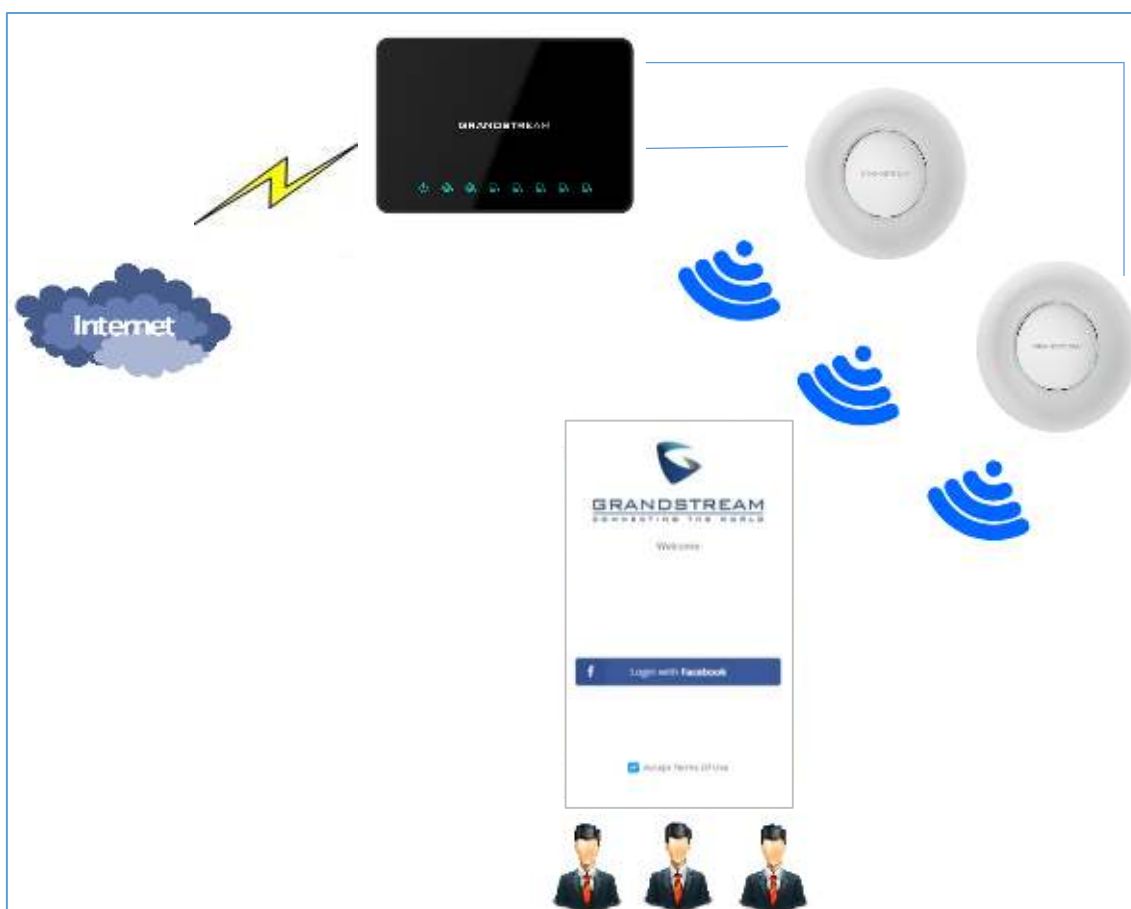 GRANDSTREAM
Internet
GRANDSTREAM
CONNECTING THE WORLD
Welcome
f
Login with Facebook
Accept Terms Of Use